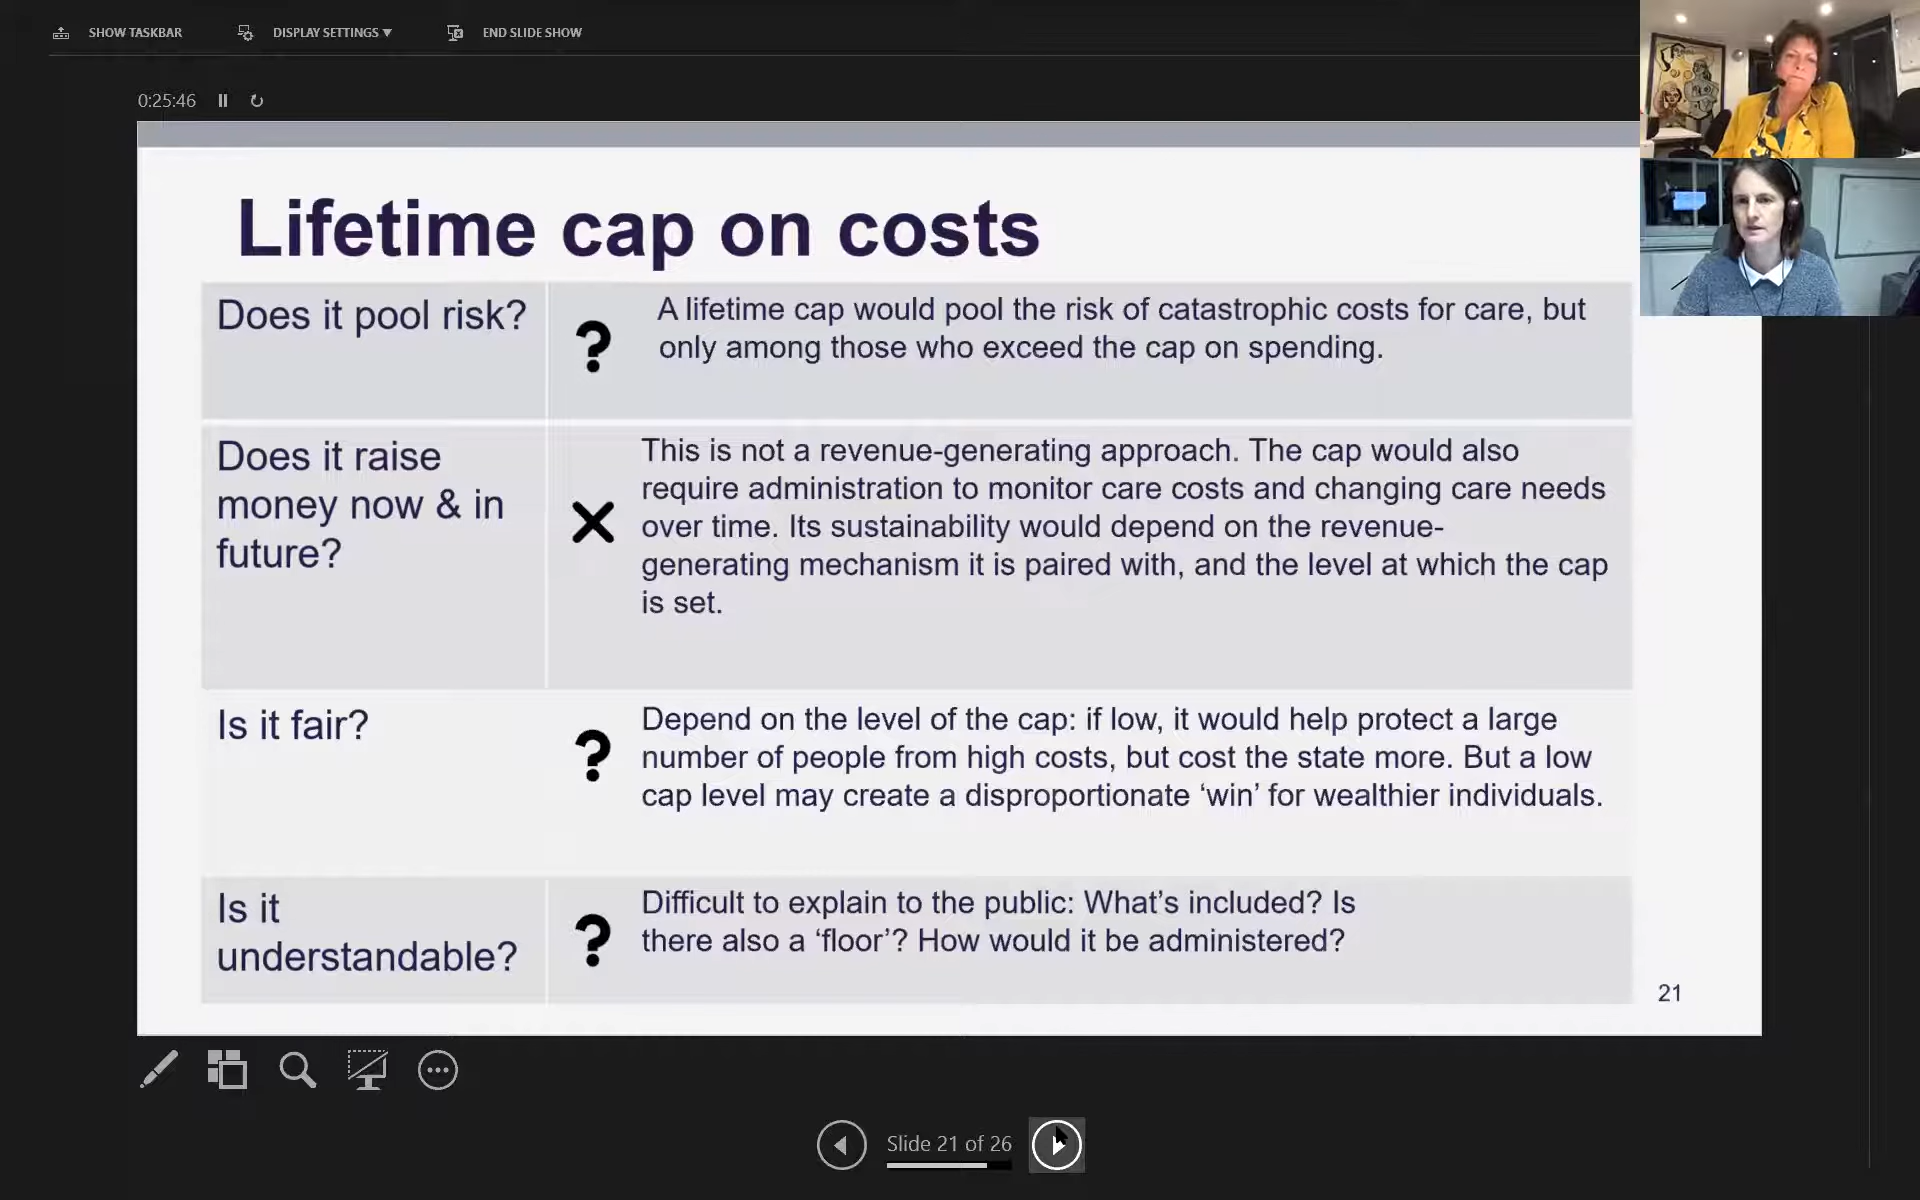 SHOW TASKBAR DISPLAY SETTINGS ▼ END SLIDE SHOW
0:25:46
Lifetime cap on costs
Does it pool risk?
?
A lifetime cap would pool the risk of catastrophic costs for care, but
only among those who exceed the cap on spending.
Does it raise
money now & in
future?
This is not a revenue-generating approach. The cap would also
require administration to monitor care costs and changing care needs
over time. Its sustainability would depend on the revenue-
generating mechanism it is paired with, and the level at which the cap
is set.
Is it fair?
?
Depend on the level of the cap: if low, it would help protect a large
number of people from high costs, but cost the state more. But a low
cap level may create a disproportionate ‘win’ for wealthier individuals.
Is it
understandable?
?
Difficult to explain to the public: What’s included? Is
there also a ‘floor’? How would it be administered?
21
Slide 21 of 26